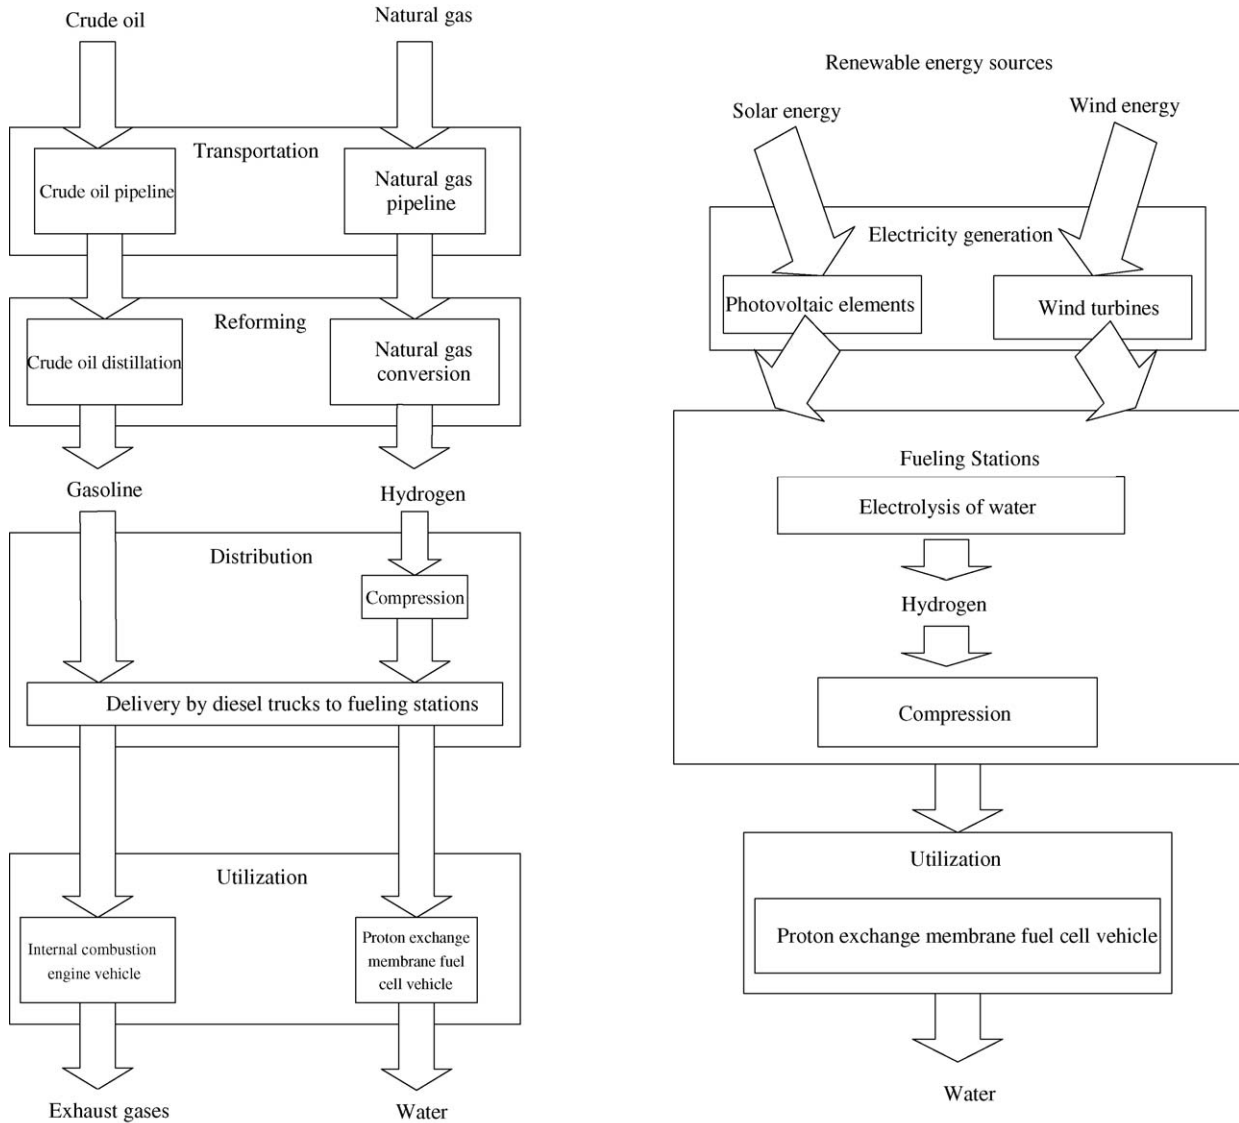 Crude oil
Natural gas
Transportation
Crude oil pipeline
Natural gas
pipeline
Reforming
Crude oil distillation
Natural gas
conversion
Gasoline
Hydrogen
Distribution
Compression
Delivery by diesel trucks to fueling stations
Utilization
Internal combustion
engine vehicle
Proton exchange
membrane fuel
cell vehicle
Exhaust gases
Water
Renewable energy sources
Solar energy
Wind energy
Electricity generation
Photovoltaic elements
Wind turbines
Fueling Stations
Electrolysis of water
Hydrogen
Compression
Utilization
Proton exchange membrane fuel cell vehicle
Water